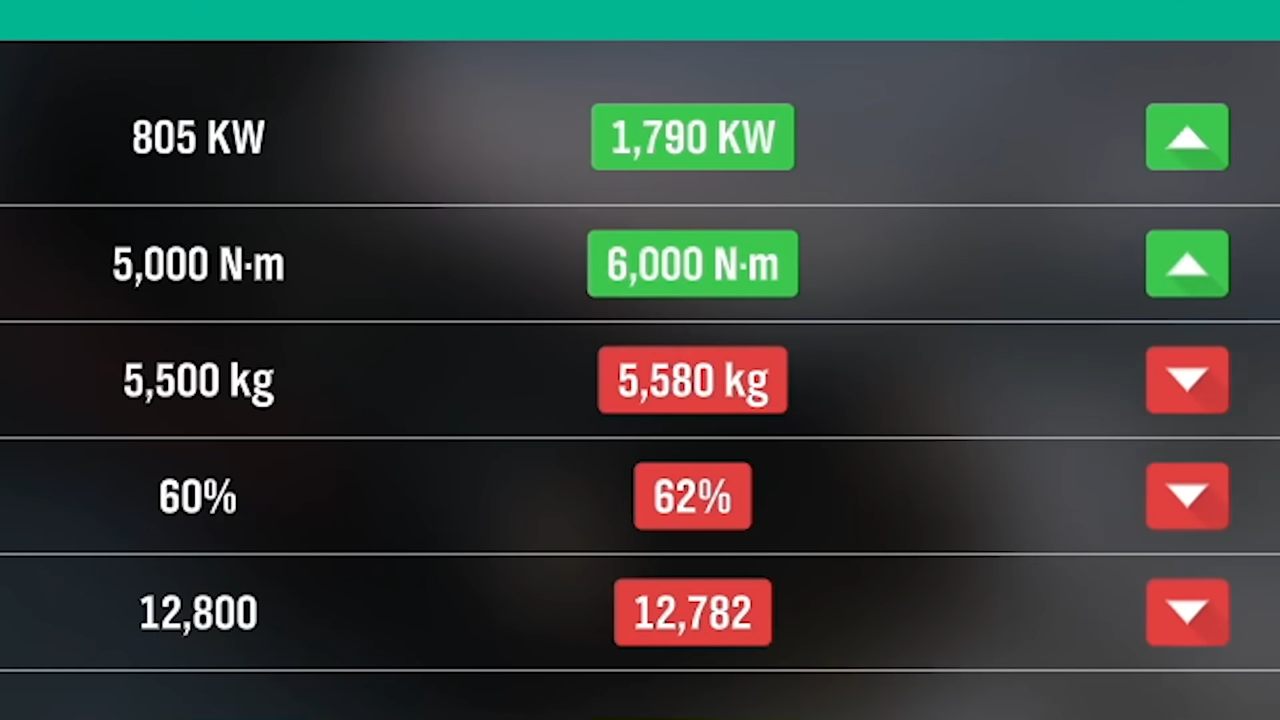 805 KW 1,790 KW
5,000 N·m 6,000 N·m
5,500 kg 5,580 kg
60% 62%
12,800 12,782